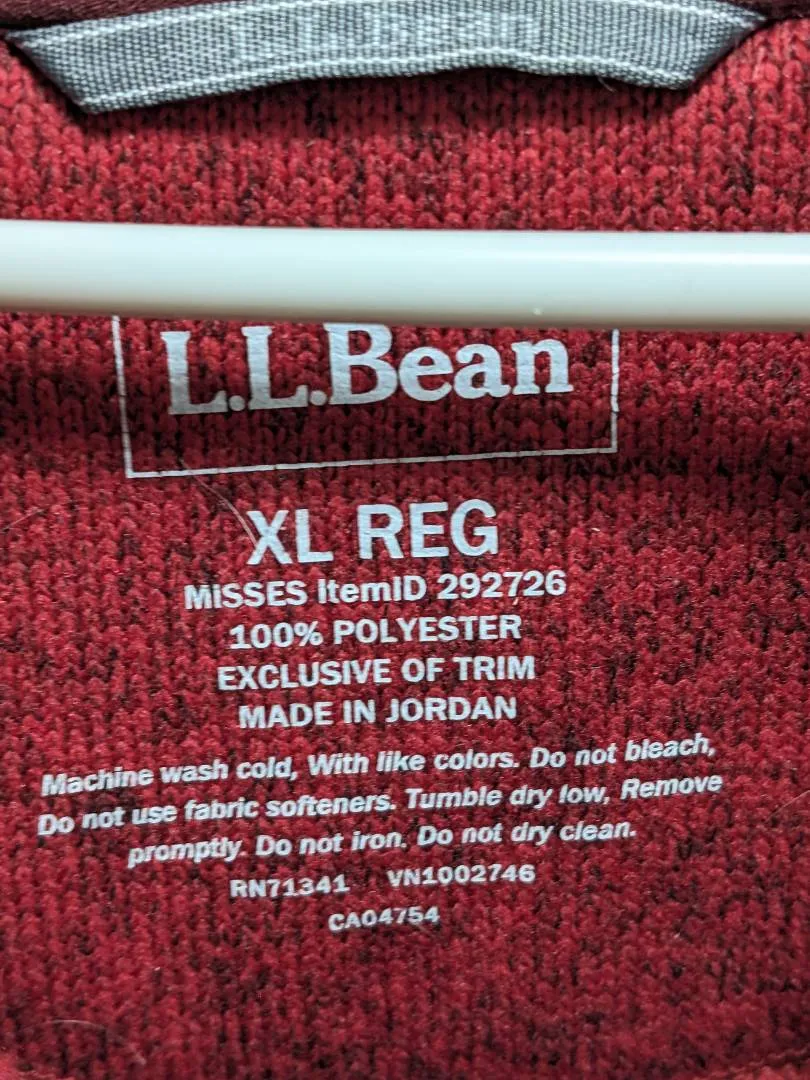 L.L.Bean
L.L.Bean
XL REG
MISSES ItemID 292726
100% POLYESTER
EXCLUSIVE OF TRIM
MADE IN JORDAN
Machine wash cold, With like colors. Do not bleach,
Do not use fabric softeners. Tumble dry low, Remove
promptly. Do not iron. Do not dry clean.
RN71341 VN1002746
CA04754